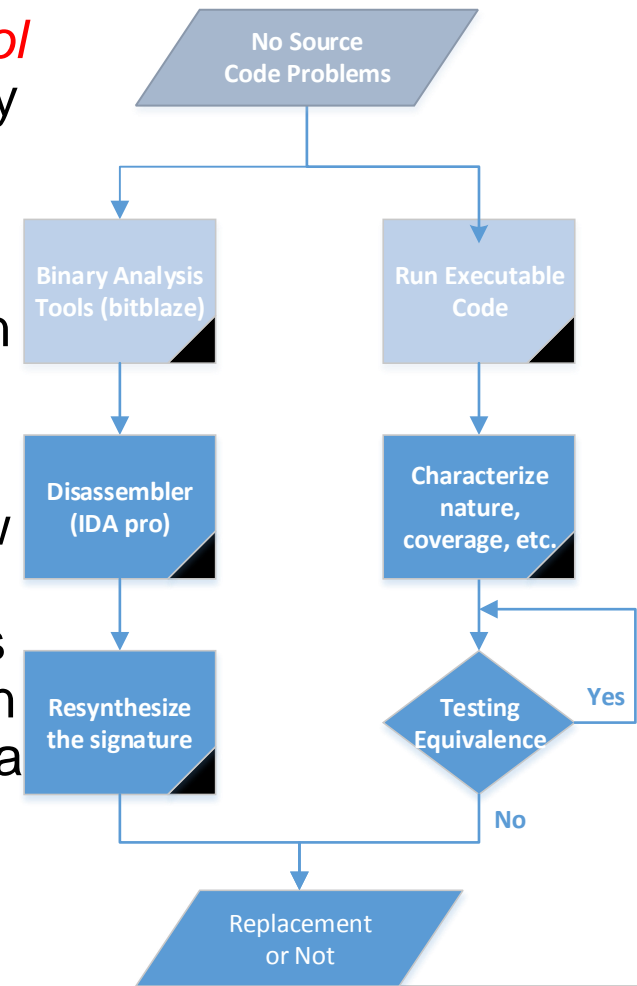 ol
y
n
w
s
n
a
No Source
Code Problems
Binary Analysis
Tools (bitblaze)
Run Executable
Code
Disassembler
(IDA pro)
Characterize
nature,
coverage, etc.
Resynthesize
the signature
Testing
Equivalence
Yes
No
Replacement
or Not